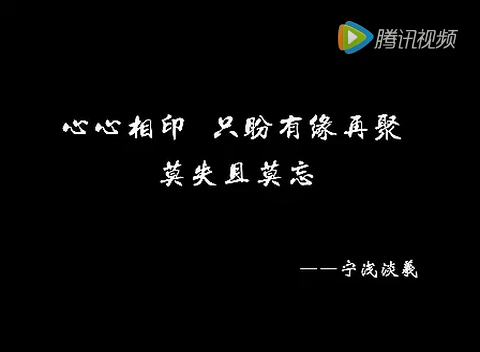 腾讯视频
心心相印 只盼有缘再聚
莫失且莫忘
——宁浅淡羲